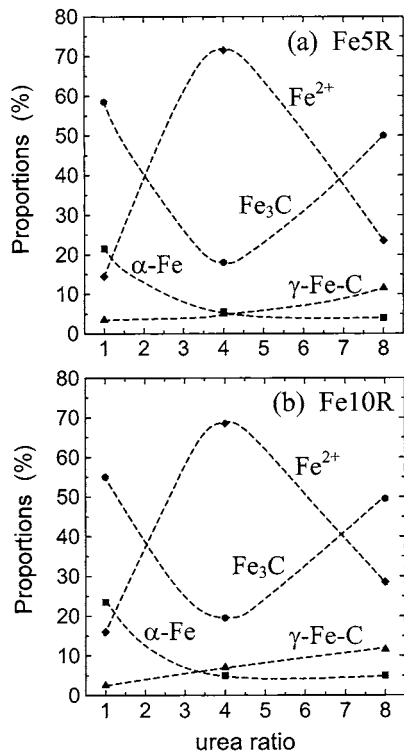 80
(a) Fe5R
70
Fe²⁺
60
50
Fe₃C
40
30
α-Fe
20
γ-Fe-C
10
0
1 2 3 4 5 6 7 8
Proportions (%)
80
(b) Fe10R
70
Fe²⁺
60
50
40
Fe₃C
30
α-Fe
20
γ-Fe-C
10
0
1 2 3 4 5 6 7 8
Proportions (%)
urea ratio